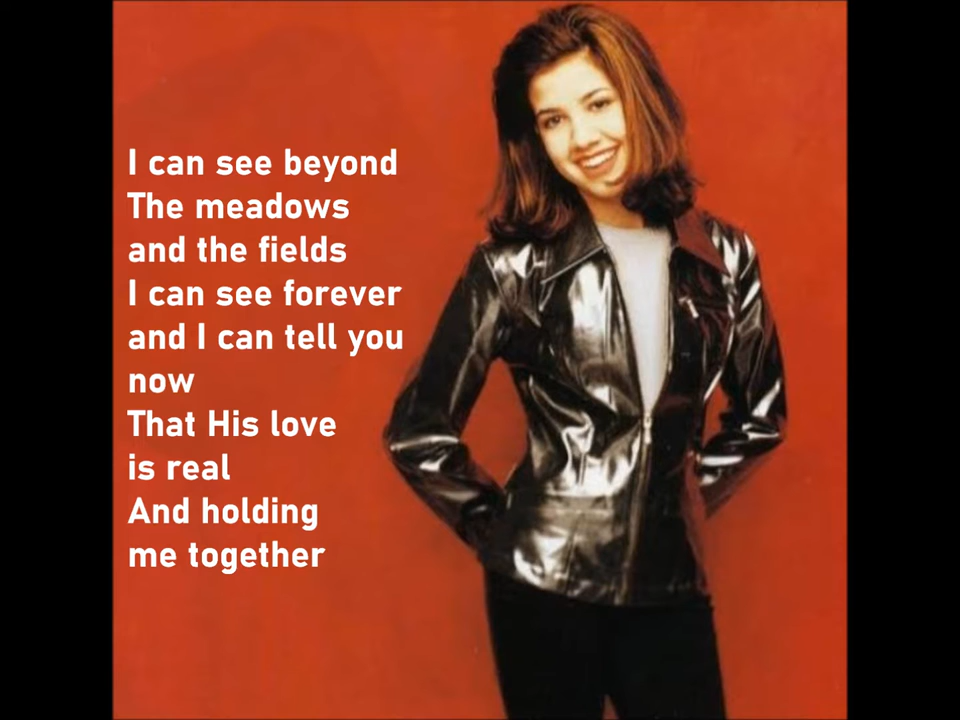 I can see beyond
The meadows
and the fields
I can see forever
and I can tell you
now
That His love
is real
And holding
me together